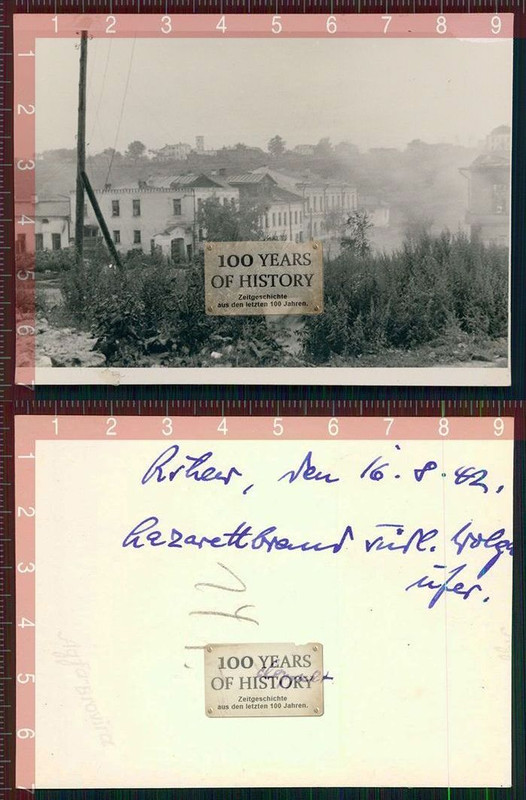 1 2 3 4 5 6 7 8 9
1
2
3
4
5
6
7
100 YEARS
OF HISTORY
Zeitgeschichte
aus den letzten 100 Jahren.
1 2 3 4 5 6 7 8 9
1
2
3
4
5
6
Rshew, den 16.8.42.
Lazarettbrand südl. Wolga
ufer.
100 YEARS
OF HISTORY
Zeitgeschichte
aus den letzten 100 Jahren.